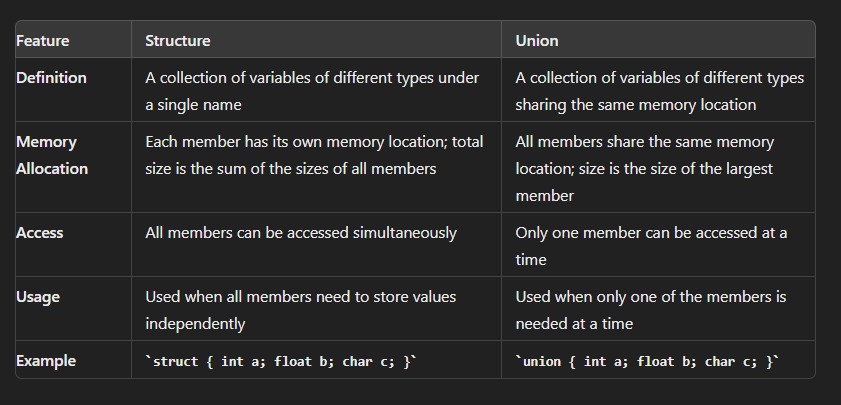 Feature Structure Union
Definition A collection of variables of different types under A collection of variables of different types
a single name sharing the same memory location
Memory Each member has its own memory location; total All members share the same memory
Allocation size is the sum of the sizes of all members location; size is the size of the largest
member
Access All members can be accessed simultaneously Only one member can be accessed at a
time
Usage Used when all members need to store values Used when only one of the members is
independently needed at a time
Example `struct { int a; float b; char c; }` `union { int a; float b; char c; }`